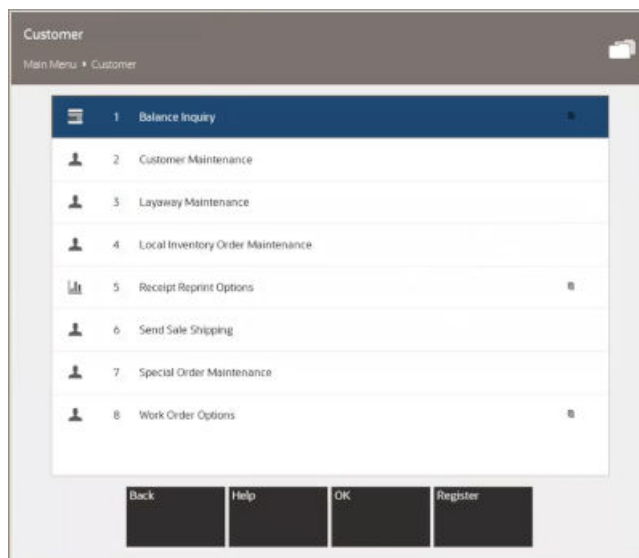 Customer
Main Menu ▸ Customer
1 Balance Inquiry
2 Customer Maintenance
3 Layaway Maintenance
4 Local Inventory Order Maintenance
5 Receipt Reprint Options
6 Send Sale Shipping
7 Special Order Maintenance
8 Work Order Options
Back Help OK Register